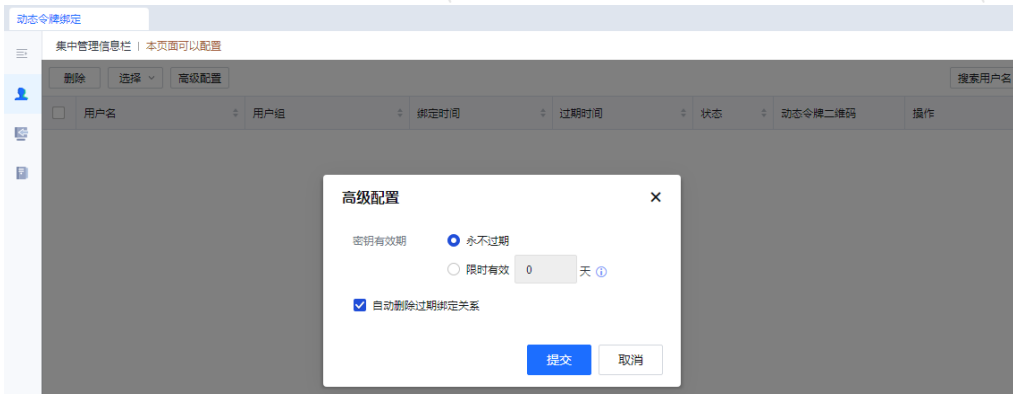 动态令牌绑定
集中管理信息栏 | 本页面可以配置
删除 选择 高级配置 搜索用户名
用户名 用户组 绑定时间 过期时间 状态 动态令牌二维码 操作
高级配置
密钥有效期 永不过期
限时有效 0 天
自动删除过期绑定关系
提交 取消